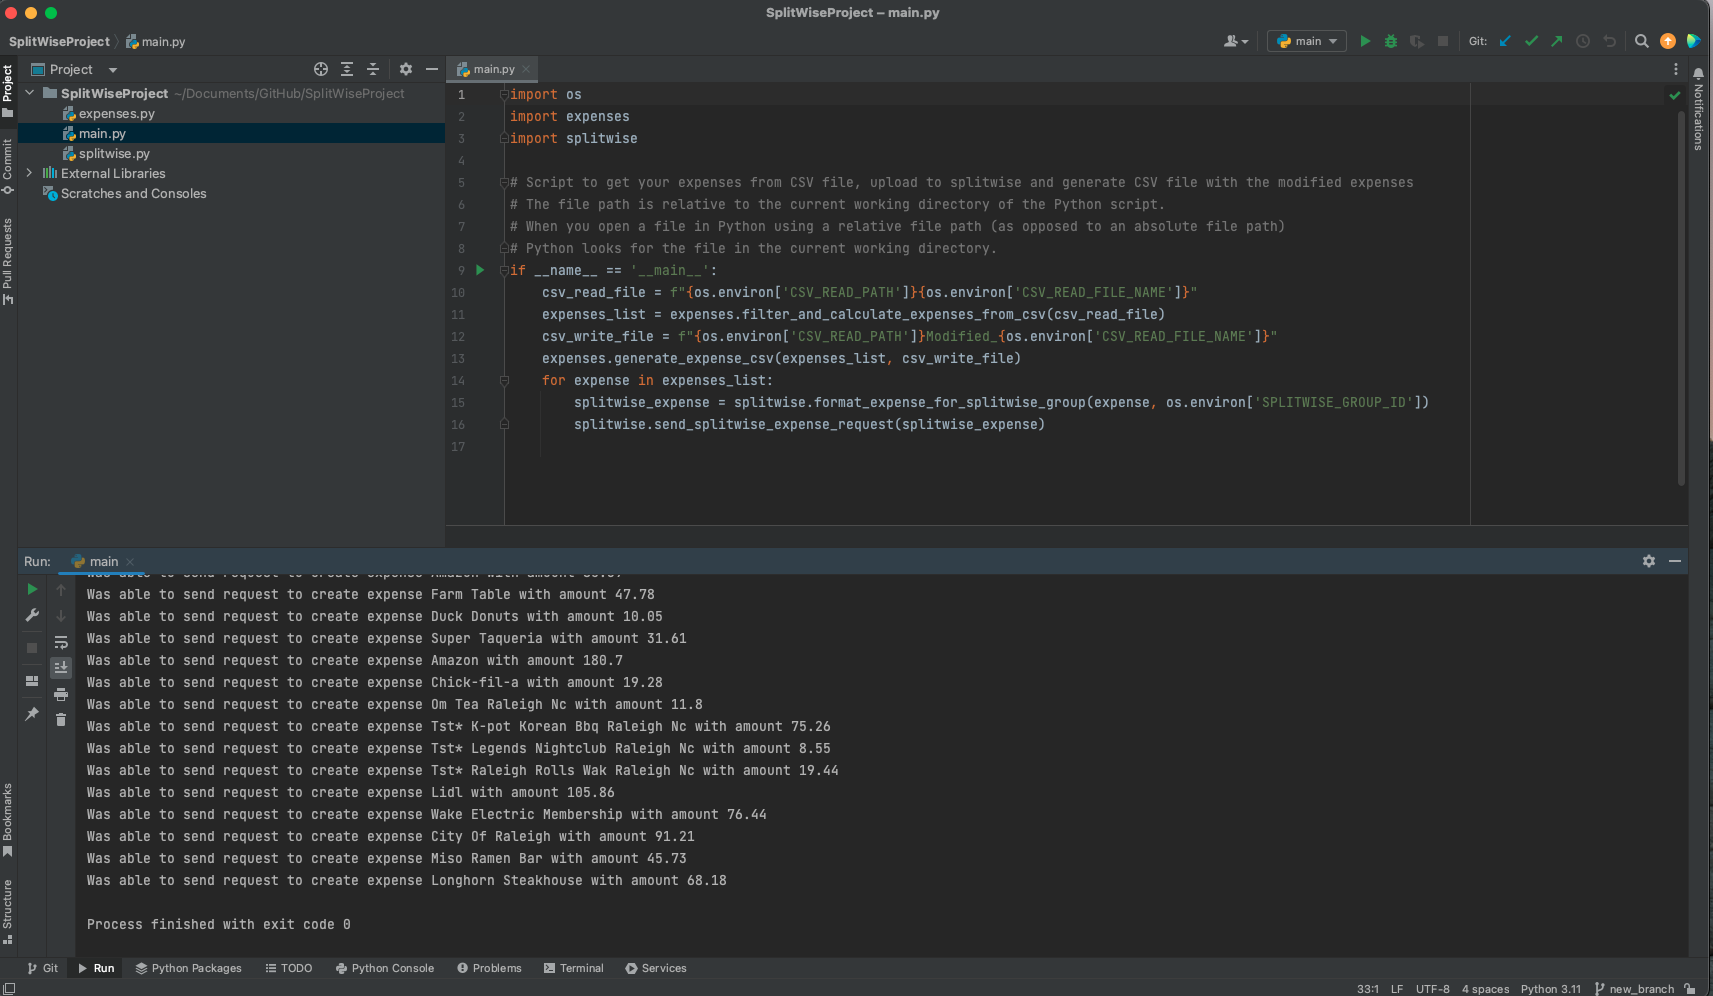 SplitWiseProject – main.py
SplitWiseProject main.py
main
Git:
Project
main.py
SplitWiseProject ~/Documents/GitHub/SplitWiseProject
expenses.py
main.py
splitwise.py
External Libraries
Scratches and Consoles
Project
Commit
Pull Requests
Bookmarks
Structure
Notifications
1 import os
2 import expenses
3 import splitwise
4
5 # Script to get your expenses from CSV file, upload to splitwise and generate CSV file with the modified expenses
6 # The file path is relative to the current working directory of the Python script.
7 # When you open a file in Python using a relative file path (as opposed to an absolute file path)
8 # Python looks for the file in the current working directory.
9 if __name__ == '__main__':
10 csv_read_file = f"{os.environ['CSV_READ_PATH']}{os.environ['CSV_READ_FILE_NAME']}"
11 expenses_list = expenses.filter_and_calculate_expenses_from_csv(csv_read_file)
12 csv_write_file = f"{os.environ['CSV_READ_PATH']}Modified_{os.environ['CSV_READ_FILE_NAME']}"
13 expenses.generate_expense_csv(expenses_list, csv_write_file)
14 for expense in expenses_list:
15 splitwise_expense = splitwise.format_expense_for_splitwise_group(expense, os.environ['SPLITWISE_GROUP_ID'])
16 splitwise.send_splitwise_expense_request(splitwise_expense)
17
Run: main
Was able to send request to create expense Amazon with amount
Was able to send request to create expense Farm Table with amount 47.78
Was able to send request to create expense Duck Donuts with amount 10.05
Was able to send request to create expense Super Taqueria with amount 31.61
Was able to send request to create expense Amazon with amount 180.7
Was able to send request to create expense Chick-fil-a with amount 19.28
Was able to send request to create expense Om Tea Raleigh Nc with amount 11.8
Was able to send request to create expense Tst* K-pot Korean Bbq Raleigh Nc with amount 75.26
Was able to send request to create expense Tst* Legends Nightclub Raleigh Nc with amount 8.55
Was able to send request to create expense Tst* Raleigh Rolls Wak Raleigh Nc with amount 19.44
Was able to send request to create expense Lidl with amount 105.86
Was able to send request to create expense Wake Electric Membership with amount 76.44
Was able to send request to create expense City Of Raleigh with amount 91.21
Was able to send request to create expense Miso Ramen Bar with amount 45.73
Was able to send request to create expense Longhorn Steakhouse with amount 68.18
Process finished with exit code 0
Git Run Python Packages TODO Python Console Problems Terminal Services
33:1 LF UTF-8 4 spaces Python 3.11 new_branch